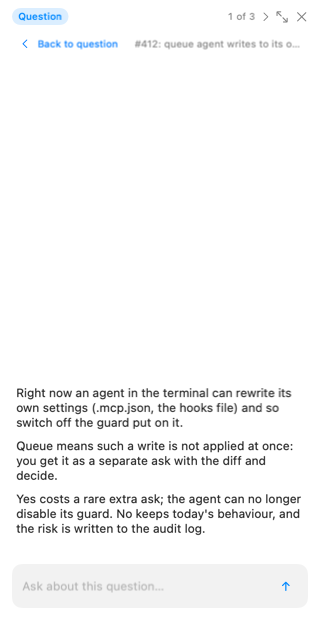 Question
1 of 3
Back to question
#412: queue agent writes to its o...
Right now an agent in the terminal can rewrite its
own settings (.mcp.json, the hooks file) and so
switch off the guard put on it.
Queue means such a write is not applied at once:
you get it as a separate ask with the diff and
decide.
Yes costs a rare extra ask; the agent can no longer
disable its guard. No keeps today's behaviour, and
the risk is written to the audit log.
Ask about this question...